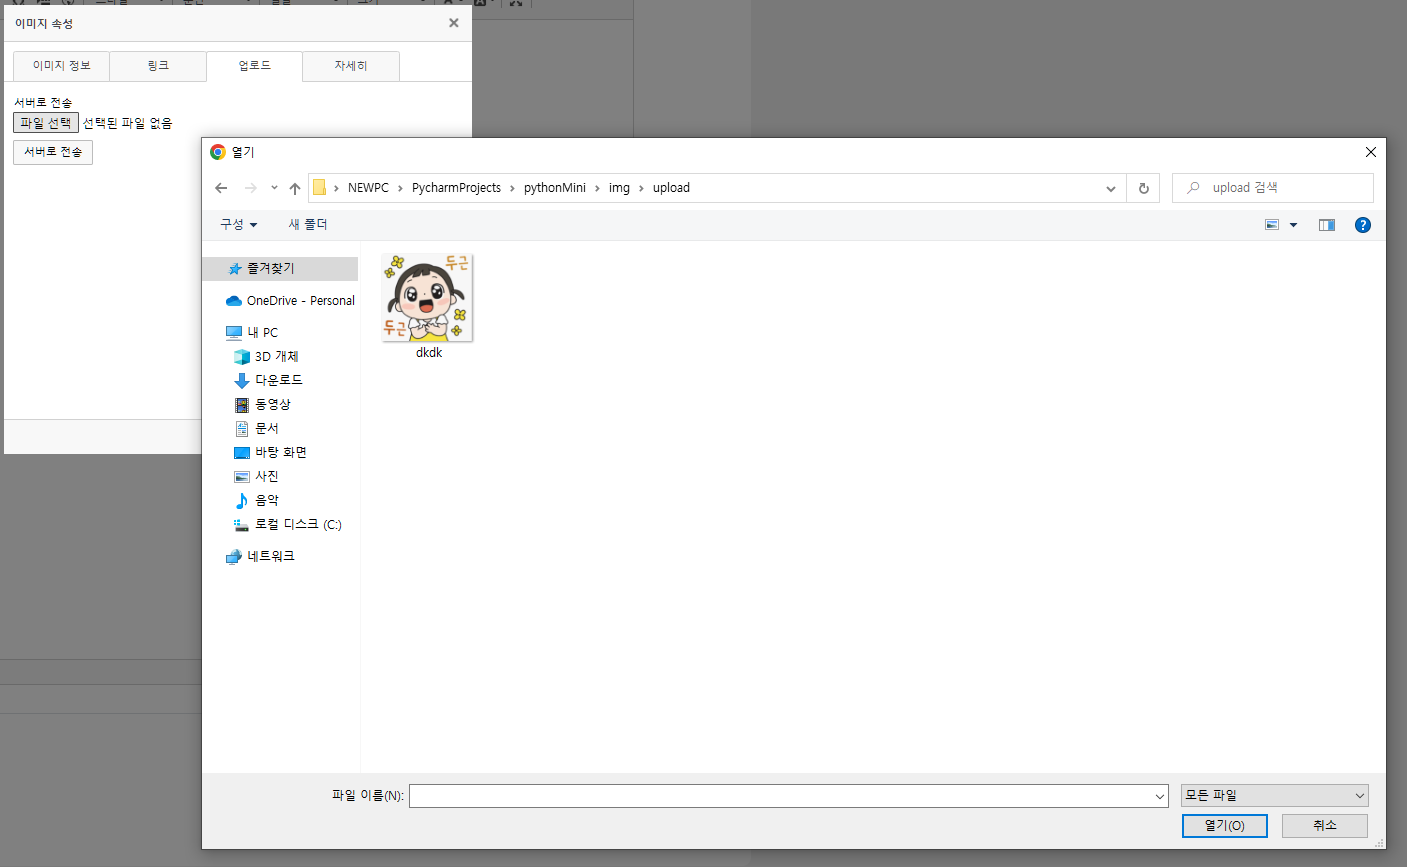 이미지 속성
이미지 정보
링크
업로드
자세히
서버로 전송
파일 선택 선택된 파일 없음
서버로 전송
열기
NEWPC > PycharmProjects > pythonMini > img > upload
upload 검색
구성
새 폴더
즐겨찾기
OneDrive - Personal
내 PC
3D 개체
다운로드
동영상
문서
바탕 화면
사진
음악
로컬 디스크 (C:)
네트워크
두근
두근
dkdk
파일 이름(N):
모든 파일
열기(O)
취소